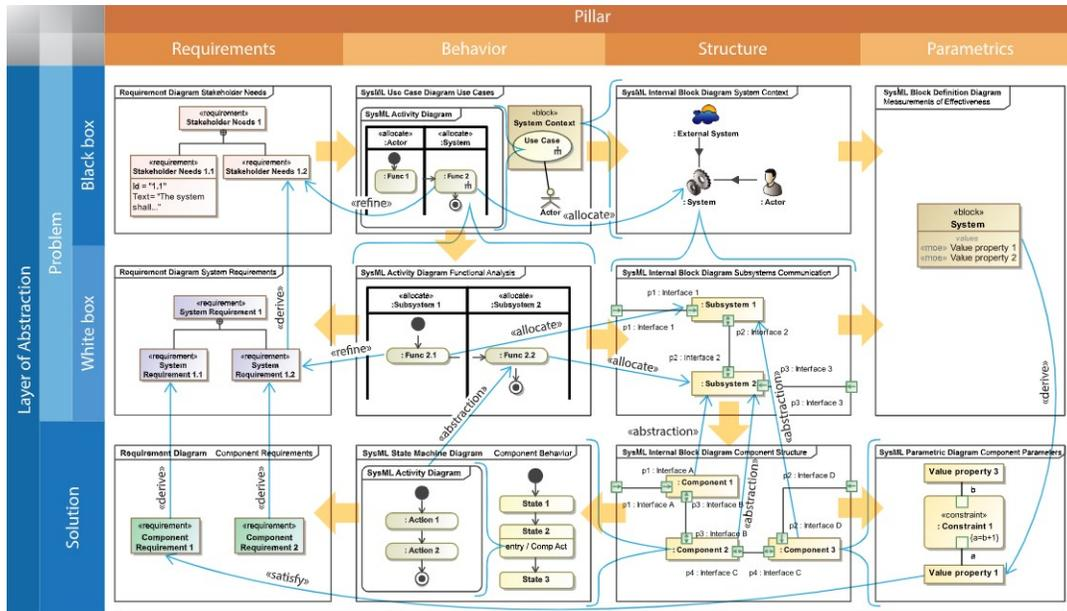 Pillar
Requirements
Behavior
Structure
Parametrics
Layer of Abstraction
Problem
Black box
White box
Solution
Requirement Diagram Stakeholder Needs
«requirement»
Stakeholder Needs 1
«requirement»
Stakeholder Needs 1.1
Id = "1.1"
Text= "The system
shall..."
«requirement»
Stakeholder Needs 1.2
SysML Use Case Diagram Use Cases
SysML Activity Diagram
«allocate»
:Actor
«allocate»
:System
: Func 1
: Func 2
«block»
System Context
Use Case
Actor
«refine»
«allocate»
SysML Internal Block Diagram System Context
: External System
: System
: Actor
SysML Block Definition Diagram
Measurements of Effectiveness
«block»
System
values
«moe» Value property 1
«moe» Value property 2
Requirement Diagram System Requirements
«requirement»
System Requirement 1
«requirement»
System
Requirement 1.1
«requirement»
System
Requirement 1.2
«derive»
«refine»
SysML Activity Diagram Functional Analysis
«allocate»
:Subsystem 1
«allocate»
:Subsystem 2
: Func 2.1
: Func 2.2
«allocate»
«allocate»
«abstraction»
SysML Internal Block Diagram Subsystems Communication
p1 : Interface 1
: Subsystem 1
p1 : Interface 1
p2 : Interface 2
p2 : Interface 2
p3 : Interface 3
: Subsystem 2
p3 : Interface 3
«abstraction»
«abstraction»
«abstraction»
«derive»
Requirement Diagram Component Requirements
«derive»
«derive»
«requirement»
Component
Requirement 1
«requirement»
Component
Requirement 2
«satisfy»
SysML State Machine Diagram Component Behavior
SysML Activity Diagram
: Action 1
: Action 2
State 1
State 2
entry / Comp Act
State 3
SysML Internal Block Diagram Component Structure
p1 : Interface A
: Component 1
p1 : Interface A
p3 : Interface B
p3 : Interface B
p2 : Interface D
p2 : Interface D
: Component 2
: Component 3
p4 : Interface C
p4 : Interface C
SysML Parametric Diagram Component Parameters
Value property 3
b
«constraint»
: Constraint 1
{a=b+1}
a
Value property 1